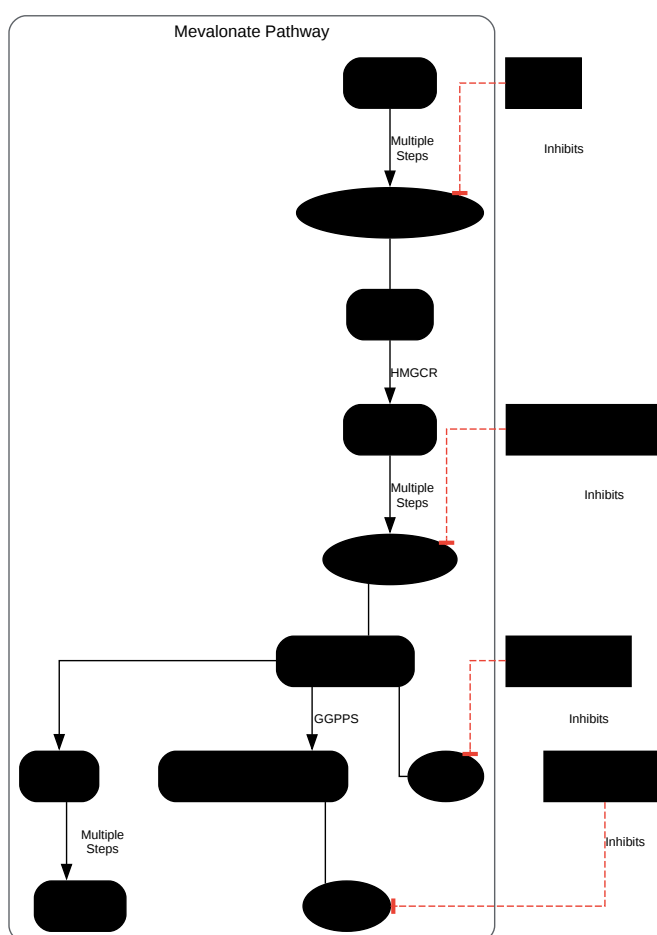 Mevalonate Pathway
Multiple
Steps
Inhibits
HMGCR
Multiple
Steps
Inhibits
GGPPS
Inhibits
Multiple
Steps
Inhibits